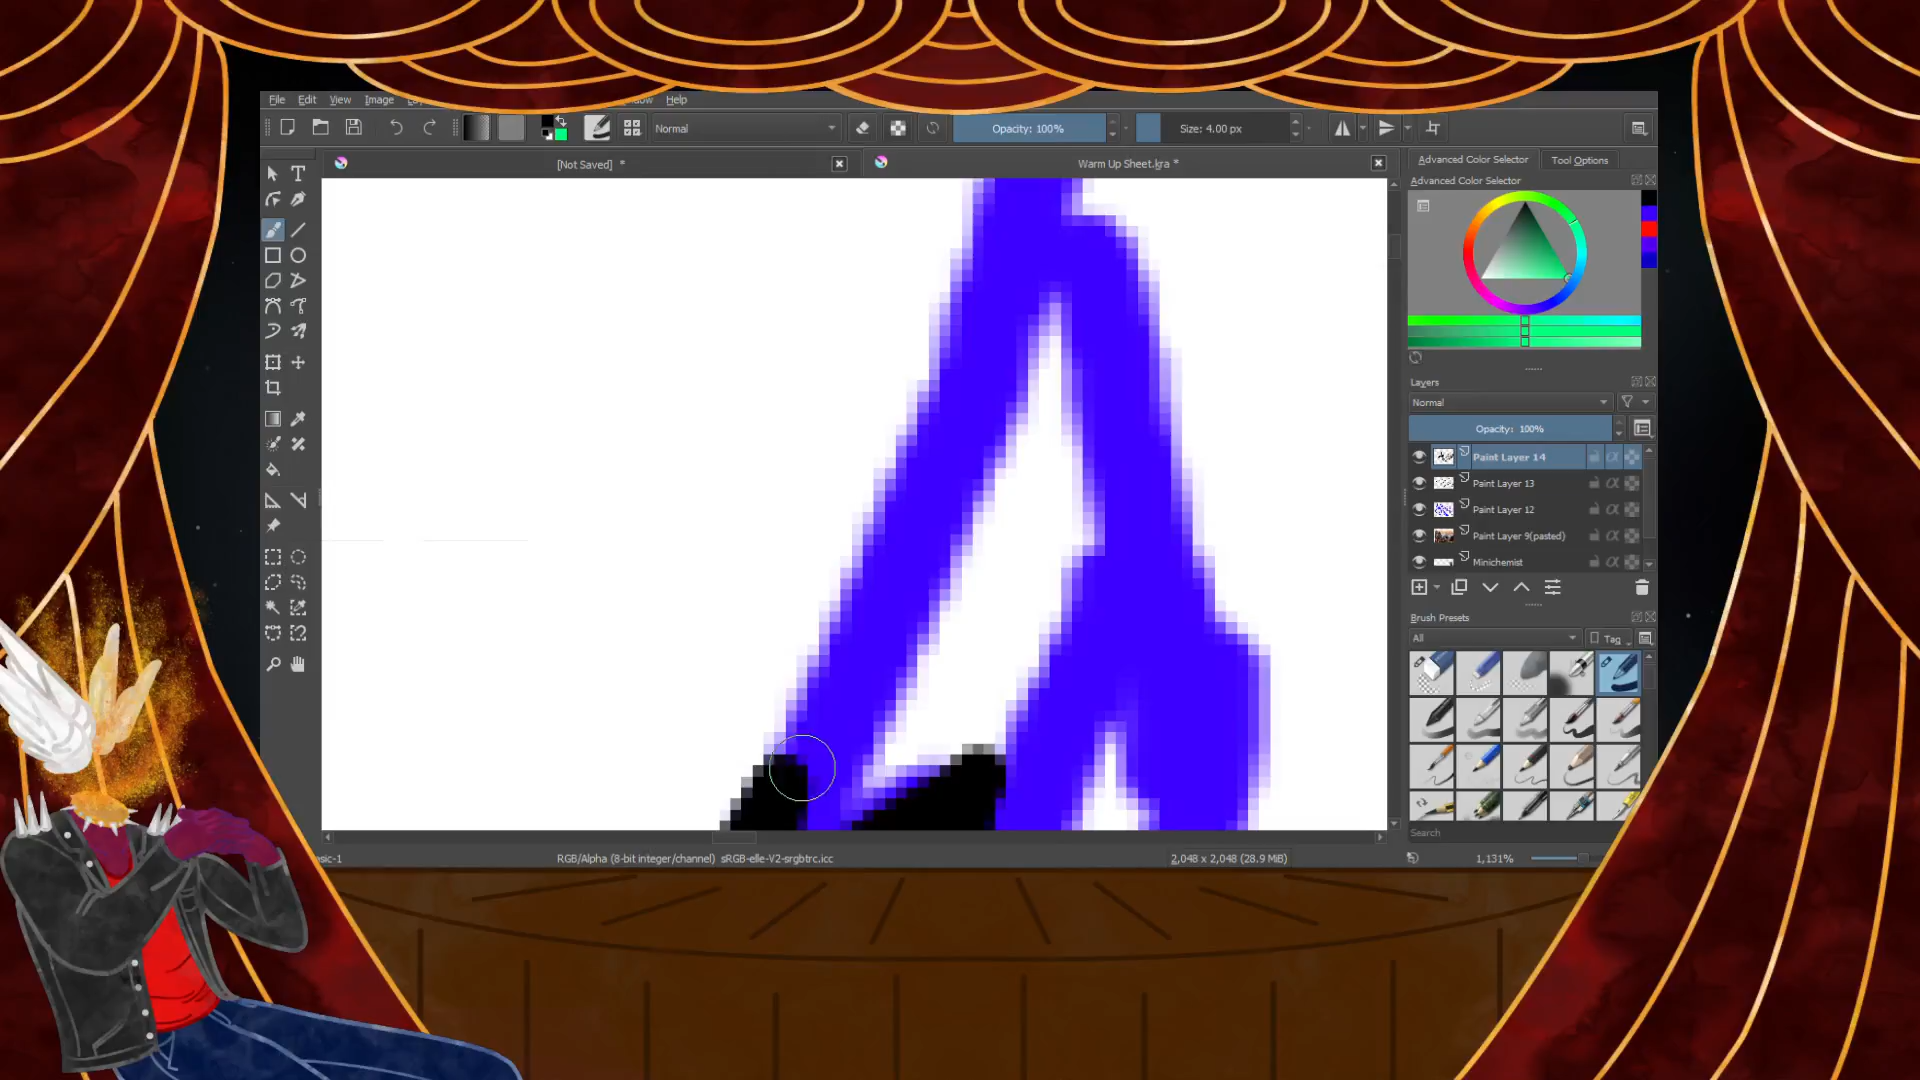 File Edit View Image Help
Normal Opacity: 100% Size: 4.00 px
[Not Saved] * Warm Up Sheet.kra *
Advanced Color Selector Tool Options
Advanced Color Selector
Layers
Normal
Opacity: 100%
Paint Layer 14
Paint Layer 13
Paint Layer 12
Paint Layer 9(pasted)
Minichemist
Brush Presets
All Tag
Search
RGB/Alpha (8-bit integer/channel) sRGB-elle-V2-srgbtrc.icc 2,048 x 2,048 (28.9 MiB) 1,131%